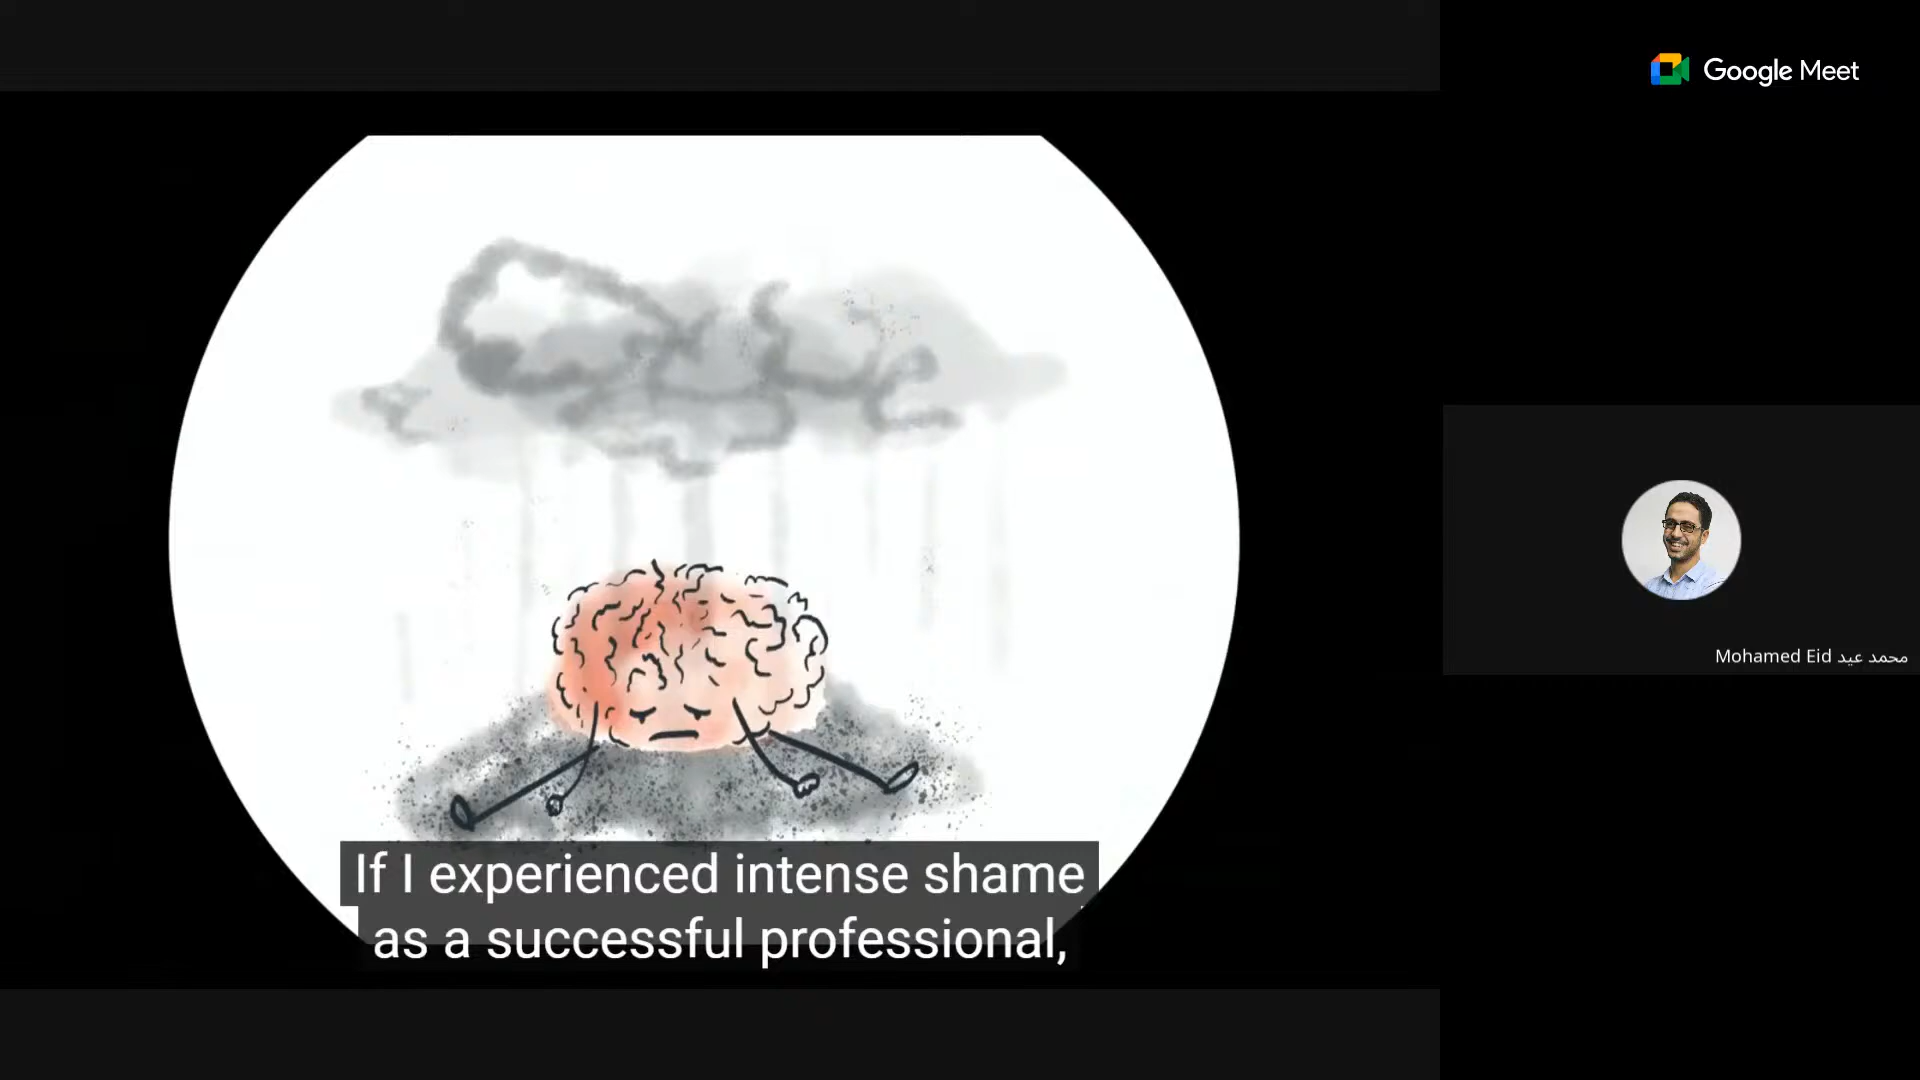 Google Meet
If I experienced intense shame
as a successful professional,
Mohamed Eid محمد عيد